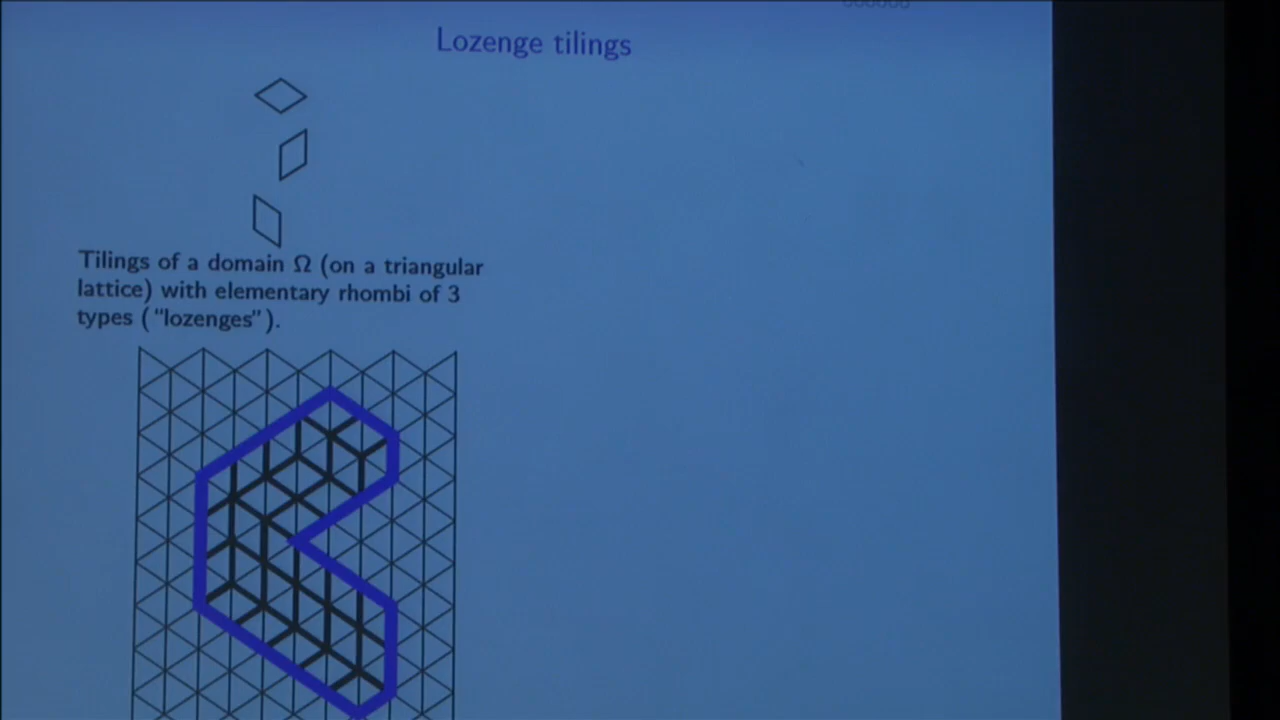 Lozenge tilings
Tilings of a domain Ω (on a triangular
lattice) with elementary rhombi of 3
types ("lozenges").